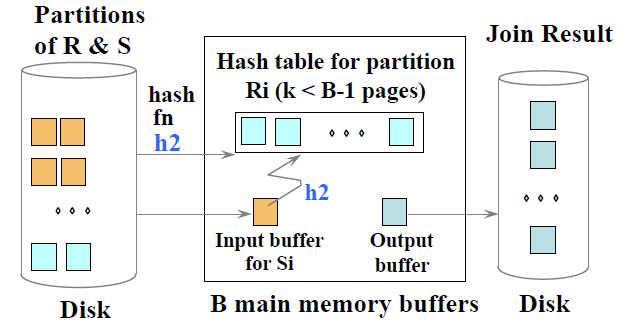 Partitions
of R & S
hash
fn
h2
Hash table for partition
Ri (k < B-1 pages)
h2
Input buffer
for Si
Output
buffer
Join Result
Disk
B main memory buffers
Disk